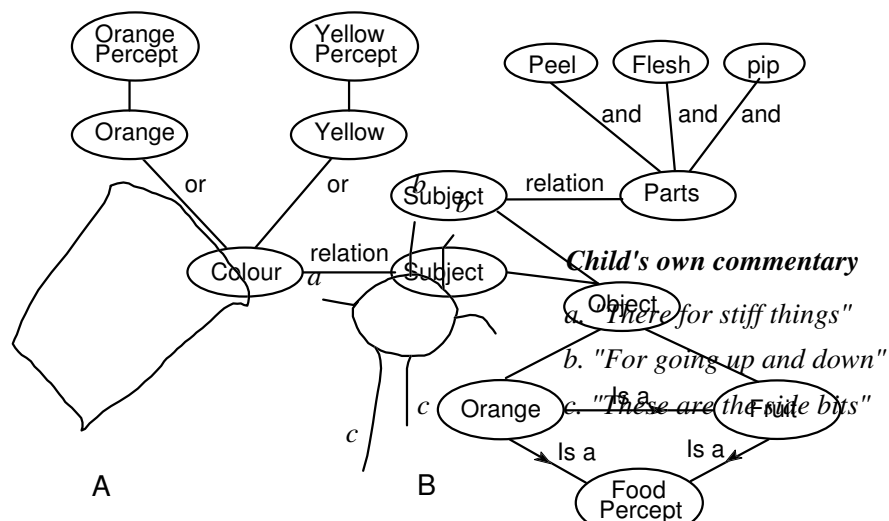 Orange
Percept
Yellow
Percept
Peel
Flesh
pip
and
and
and
Orange
Yellow
or
or
b
Subject
b
relation
Parts
Colour
relation
a
Subject
Child's own commentary
Object
a. "There for stiff things"
b. "For going up and down"
Is a
c. "These are the side bits"
Orange
Fruit
c
c
Is a
Is a
A
B
Food
Percept